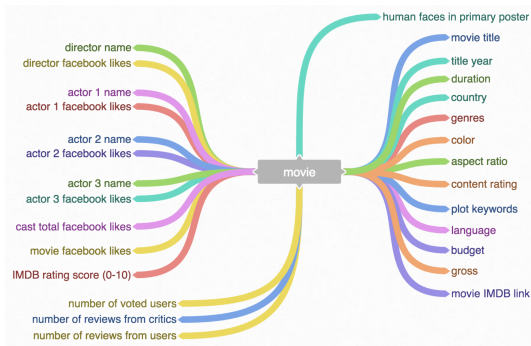 human faces in primary poster
director name
director facebook likes
actor 1 name
actor 1 facebook likes
actor 2 name
actor 2 facebook likes
actor 3 name
actor 3 facebook likes
cast total facebook likes
movie facebook likes
IMDB rating score (0-10)
number of voted users
number of reviews from critics
number of reviews from users
movie
movie title
title year
duration
country
genres
color
aspect ratio
content rating
plot keywords
language
budget
gross
movie IMDB link